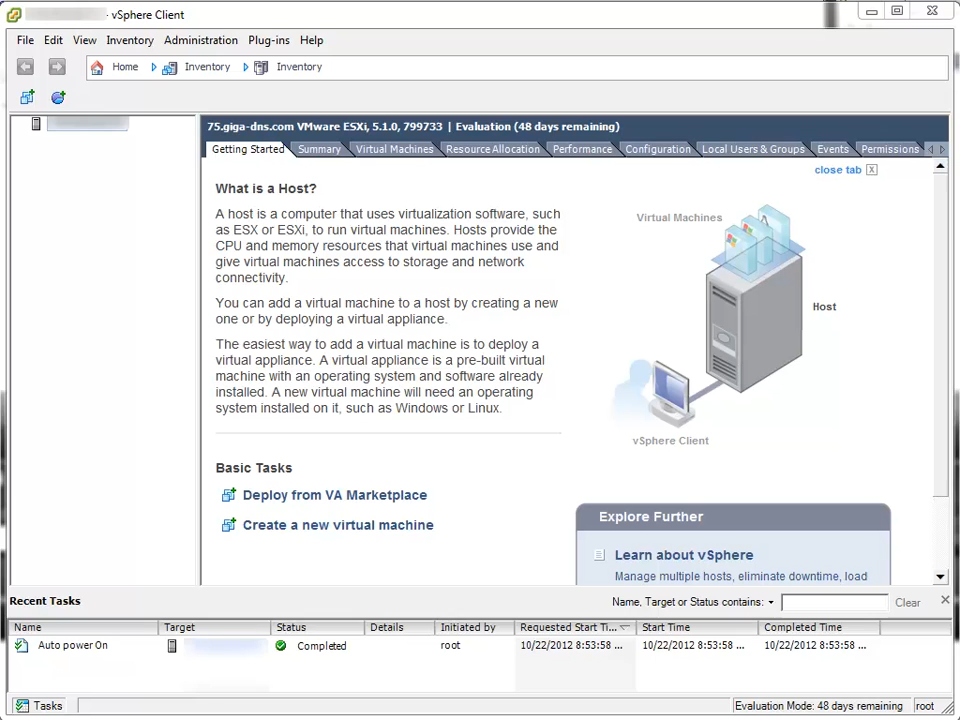 - vSphere Client
File Edit View Inventory Administration Plug-ins Help
Home Inventory Inventory
75.giga-dns.com VMware ESXi, 5.1.0, 799733 | Evaluation (48 days remaining)
Getting Started Summary Virtual Machines Resource Allocation Performance Configuration Local Users & Groups Events Permissions
close tab X
What is a Host?
A host is a computer that uses virtualization software, such
as ESX or ESXi, to run virtual machines. Hosts provide the
CPU and memory resources that virtual machines use and
give virtual machines access to storage and network
connectivity.
You can add a virtual machine to a host by creating a new
one or by deploying a virtual appliance.
The easiest way to add a virtual machine is to deploy a
virtual appliance. A virtual appliance is a pre-built virtual
machine with an operating system and software already
installed. A new virtual machine will need an operating
system installed on it, such as Windows or Linux.
Virtual Machines
Host
vSphere Client
Basic Tasks
Deploy from VA Marketplace
Create a new virtual machine
Explore Further
Learn about vSphere
Manage multiple hosts, eliminate downtime, load
Recent Tasks
Name, Target or Status contains: Clear
Name Target Status Details Initiated by Requested Start Ti... Start Time Completed Time
Auto power On Completed root 10/22/2012 8:53:58 ... 10/22/2012 8:53:58 ... 10/22/2012 8:53:58 ...
Tasks Evaluation Mode: 48 days remaining root